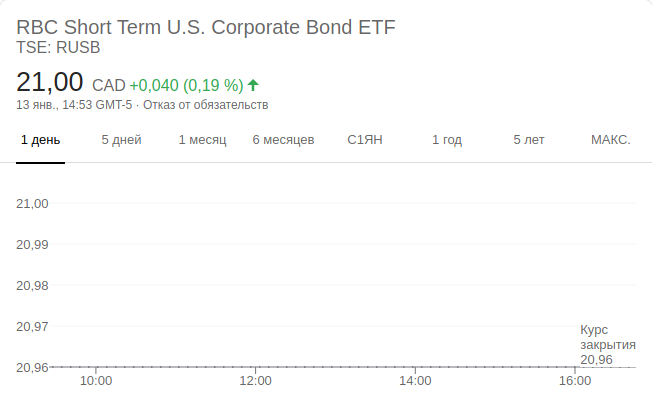 RBC Short Term U.S. Corporate Bond ETF
TSE: RUSB
21,00 CAD +0,040 (0,19 %)
13 янв., 14:53 GMT-5 · Отказ от обязательств
1 день 5 дней 1 месяц 6 месяцев С1ЯН 1 год 5 лет МАКС.
21,00
20,99
20,98
20,97
Курс
закрытия
20,96
20,96
10:00 12:00 14:00 16:00